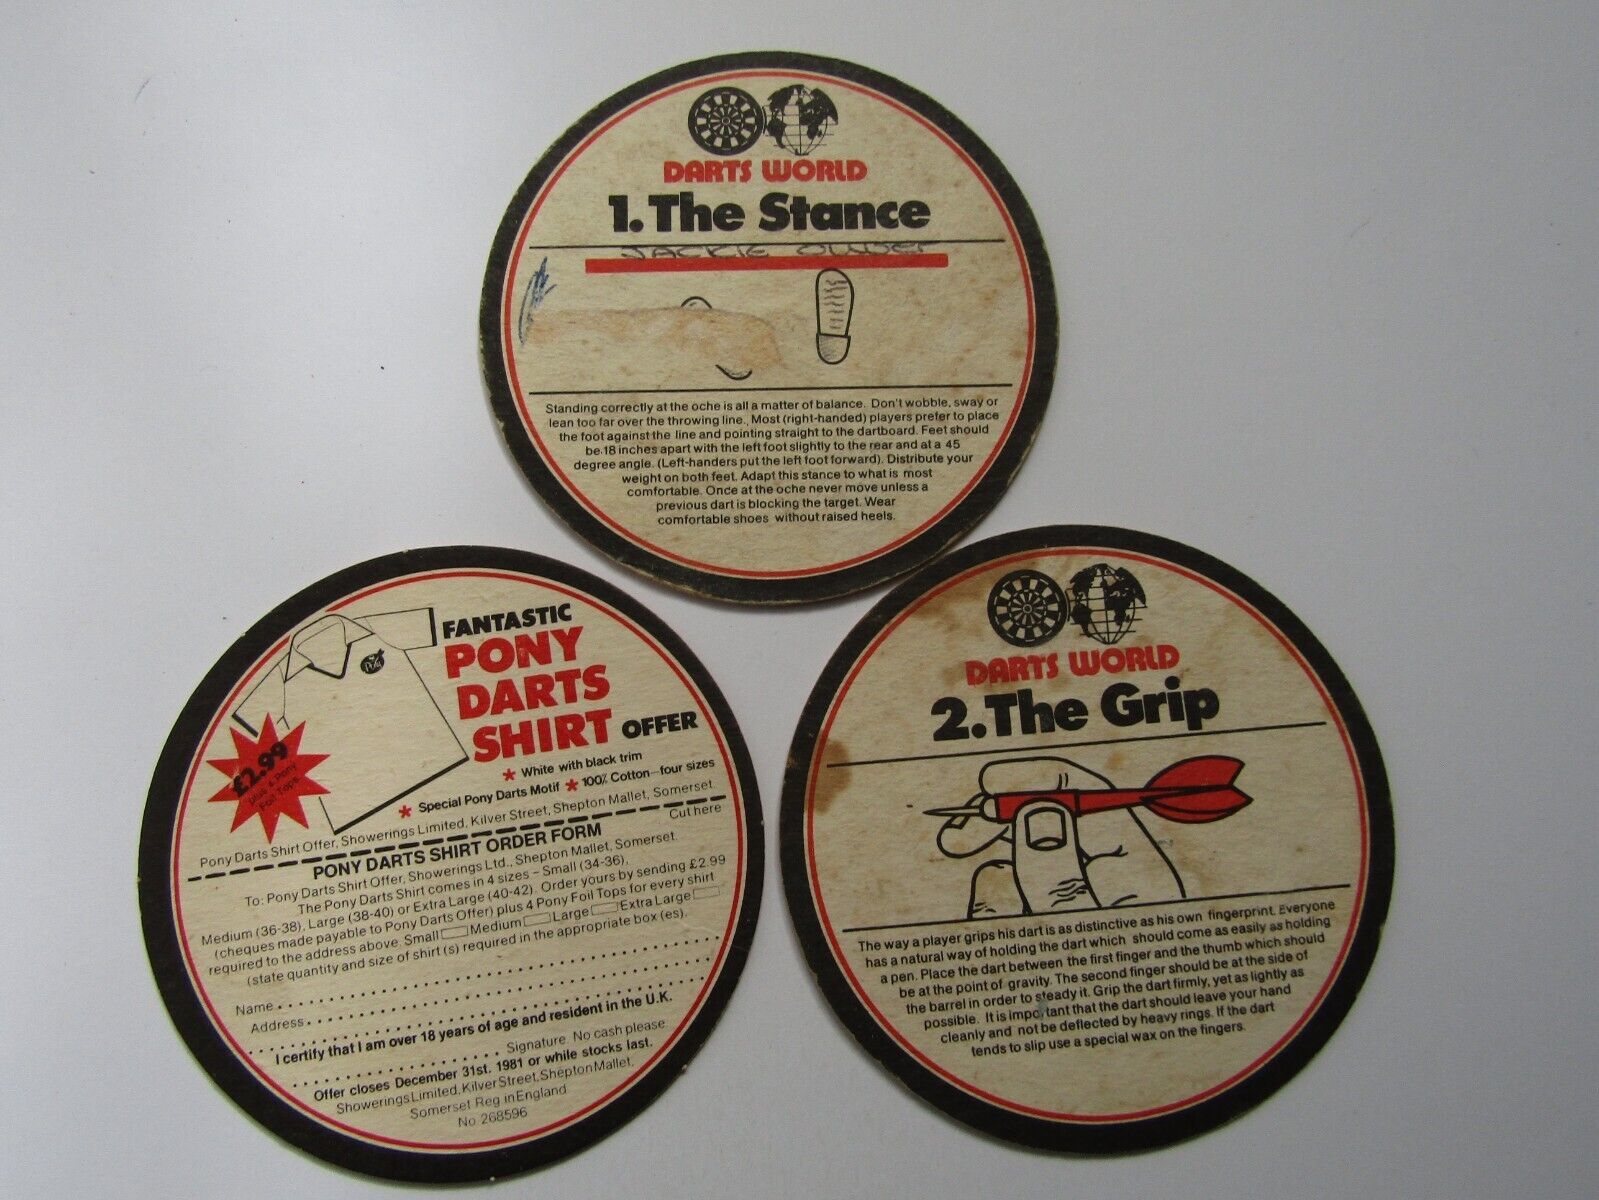 DARTS WORLD
1. The Stance
JACKIE
Standing correctly at the oche is all a matter of balance. Don't wobble, sway or
lean too far over the throwing line. Most (right-handed) players prefer to place
the foot against the line and pointing straight to the dartboard. Feet should
be 18 inches apart with the left foot slightly to the rear and at a 45
degree angle. (Left-handers put the left foot forward). Distribute your
weight on both feet. Adapt this stance to what is most
comfortable. Once at the oche never move unless a
previous dart is blocking the target. Wear
comfortable shoes without raised heels.
FANTASTIC
PONY
DARTS
SHIRT OFFER
Pony
£2.99
plus 4 Pony
Foil Tops
* White with black trim
* Special Pony Darts Motif * 100% Cotton—four sizes
Pony Darts Shirt Offer, Showerings Limited, Kilver Street, Shepton Mallet, Somerset.
Cut here
PONY DARTS SHIRT ORDER FORM
To: Pony Darts Shirt Offer, Showerings Ltd., Shepton Mallet, Somerset.
The Pony Darts Shirt comes in 4 sizes – Small (34-36),
Medium (36-38), Large (38-40) or Extra Large (40-42). Order yours by sending £2.99
(cheques made payable to Pony Darts Offer) plus 4 Pony Foil Tops for every shirt
required to the address above. Small Medium Large Extra Large
(state quantity and size of shirt (s) required in the appropriate box (es).
Name
Address
I certify that I am over 18 years of age and resident in the U.K.
Signature. No cash please.
Offer closes December 31st. 1981 or while stocks last.
Showerings Limited, Kilver Street, Shepton Mallet,
Somerset Reg in England
No 268596
DARTS WORLD
2. The Grip
The way a player grips his dart is as distinctive as his own fingerprint. Everyone
has a natural way of holding the dart which should come as easily as holding
a pen. Place the dart between the first finger and the thumb which should
be at the point of gravity. The second finger should be at the side of
the barrel in order to steady it. Grip the dart firmly, yet as lightly as
possible. It is important that the dart should leave your hand
cleanly and not be deflected by heavy rings. If the dart
tends to slip use a special wax on the fingers.